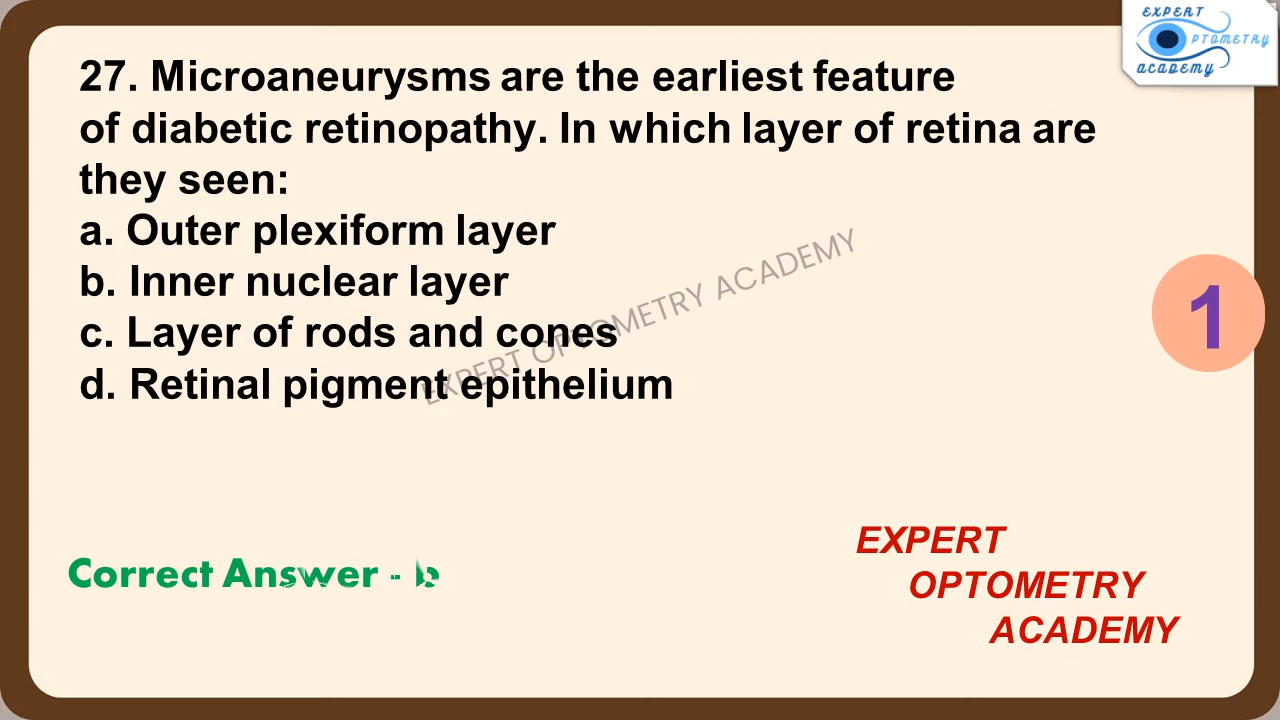 EXPERT
PTOMETRY
ACADEMY
27. Microaneurysms are the earliest feature
of diabetic retinopathy. In which layer of retina are
they seen:
a. Outer plexiform layer
b. Inner nuclear layer
c. Layer of rods and cones
d. Retinal pigment epithelium
EXPERT OPTOMETRY ACADEMY
1
Correct Answer - b
EXPERT
OPTOMETRY
ACADEMY